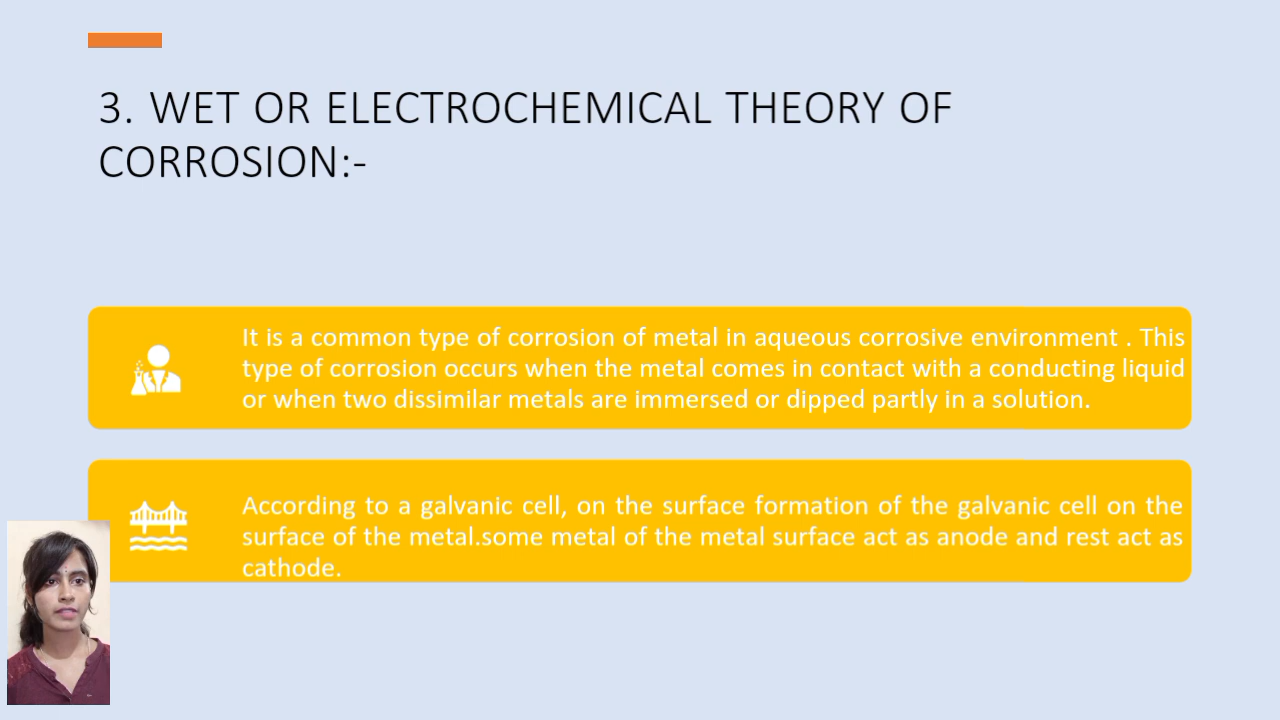 3. WET OR ELECTROCHEMICAL THEORY OF
CORROSION:-
It is a common type of corrosion of metal in aqueous corrosive environment . This
type of corrosion occurs when the metal comes in contact with a conducting liquid
or when two dissimilar metals are immersed or dipped partly in a solution.
According to a galvanic cell, on the surface formation of the galvanic cell on the
surface of the metal.some metal of the metal surface act as anode and rest act as
cathode.